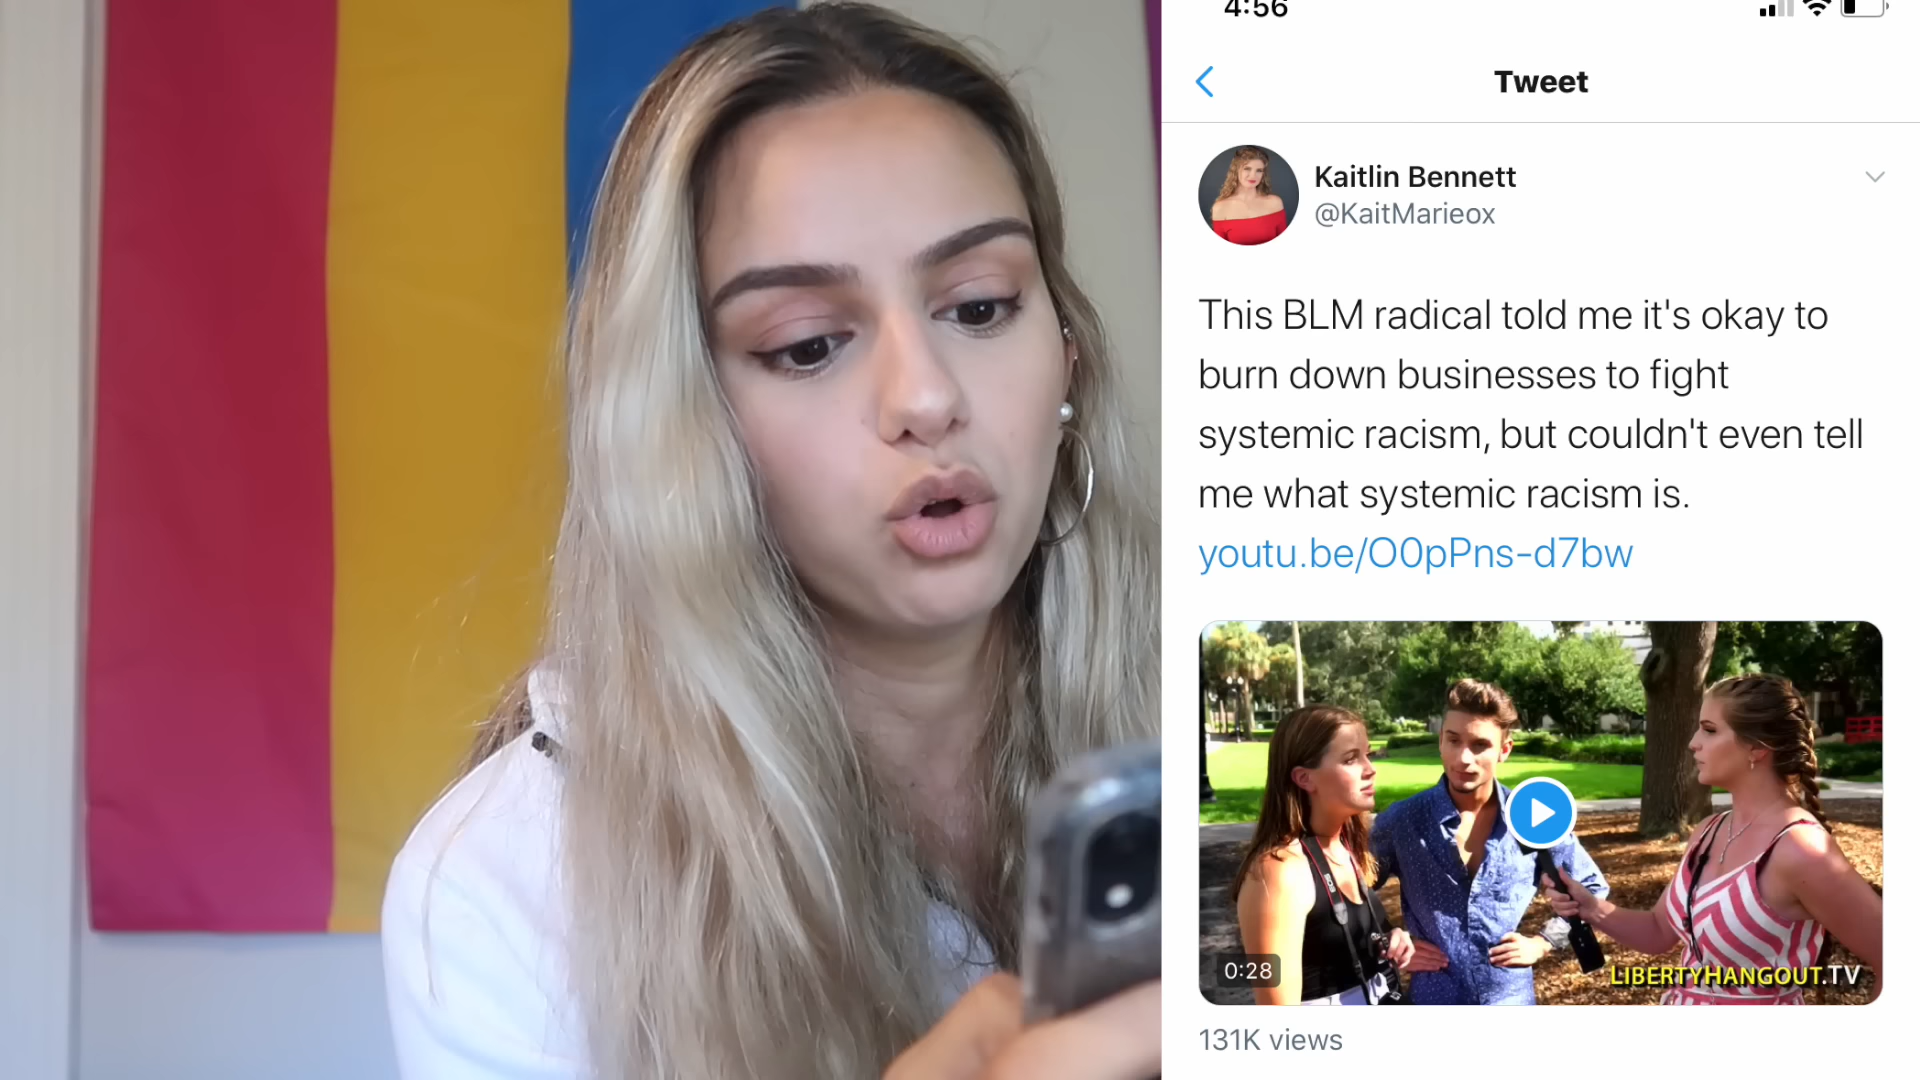 4:56
Tweet
Kaitlin Bennett
@KaitMarieox
This BLM radical told me it's okay to
burn down businesses to fight
systemic racism, but couldn't even tell
me what systemic racism is.
youtu.be/O0pPns-d7bw
0:28
LIBERTYHANGOUT.TV
131K views